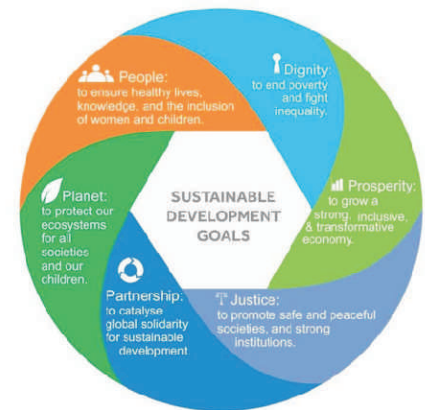 SUSTAINABLE
DEVELOPMENT
GOALS
Dignity:
to end poverty
and fight
inequality.
Prosperity:
to grow a
strong, inclusive,
& transformative
economy.
Justice:
to promote safe and peaceful
societies, and strong
institutions.
Partnership:
to catalyse
global solidarity
for sustainable
development
Planet:
to protect our
ecosystems
for all
societies
and our
children.
People:
to ensure healthy lives,
knowledge, and the inclusion
of women and children.